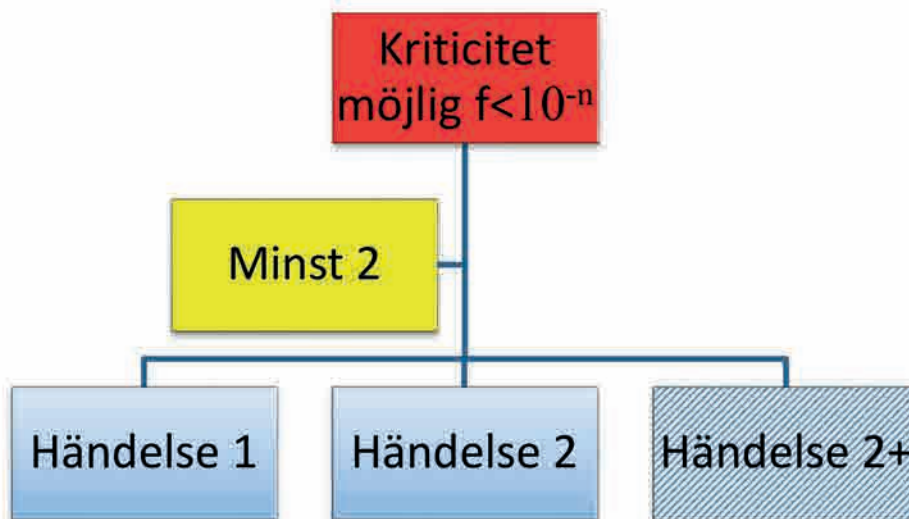 Kriticitet
möjlig f<10⁻ⁿ
Minst 2
Händelse 1
Händelse 2
Händelse 2+